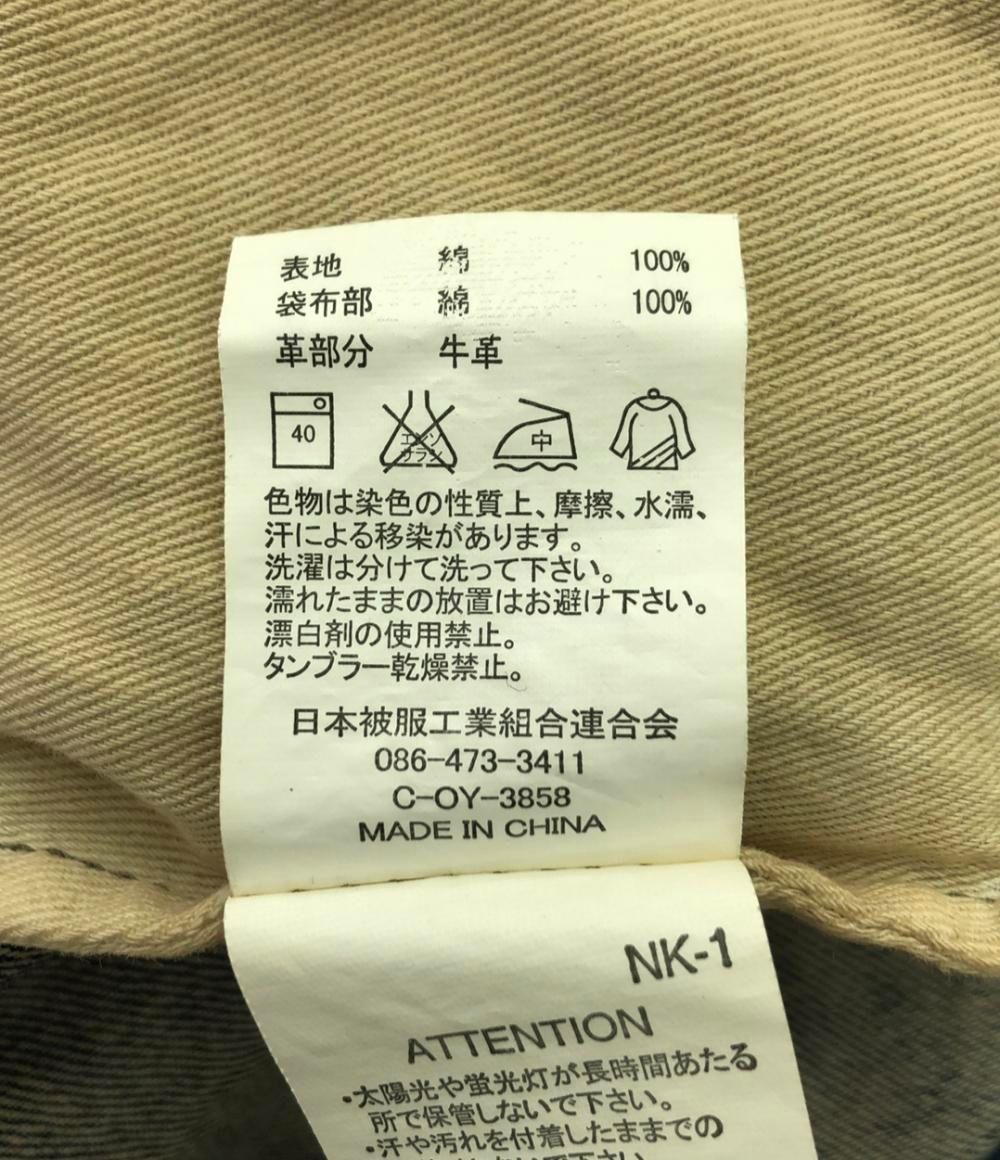 表地 綿 100%
袋布部 綿 100%
革部分 牛革
40 エンソ サラシ 中
色物は染色の性質上、摩擦、水濡、
汗による移染があります。
洗濯は分けて洗って下さい。
濡れたままの放置はお避け下さい。
漂白剤の使用禁止。
タンブラー乾燥禁止。
日本被服工業組合連合会
086-473-3411
C-OY-3858
MADE IN CHINA
NK-1
ATTENTION
・太陽光や蛍光灯が長時間あたる
所で保管しないで下さい。
・汗や汚れを付着したままでの